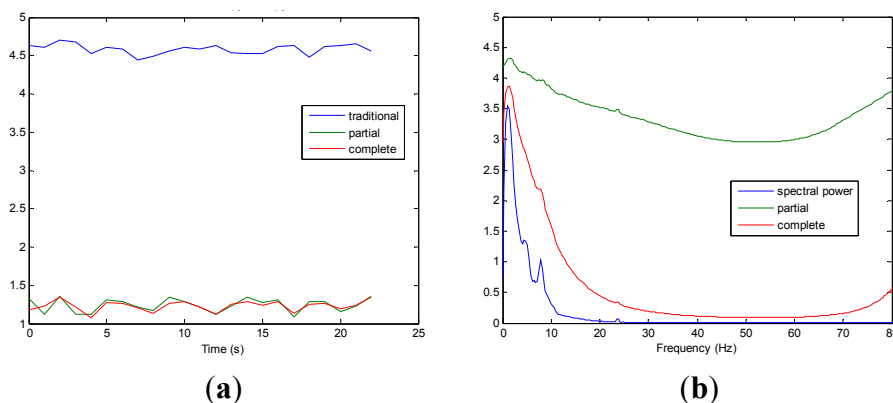 5
4.5
4
3.5
3
2.5
2
1.5
1
0 5 10 15 20 25
Time (s)
traditional
partial
complete
(a)
5
4.5
4
3.5
3
2.5
2
1.5
1
0.5
0
0 10 20 30 40 50 60 70 80
Frequency (Hz)
spectral power
partial
complete
(b)